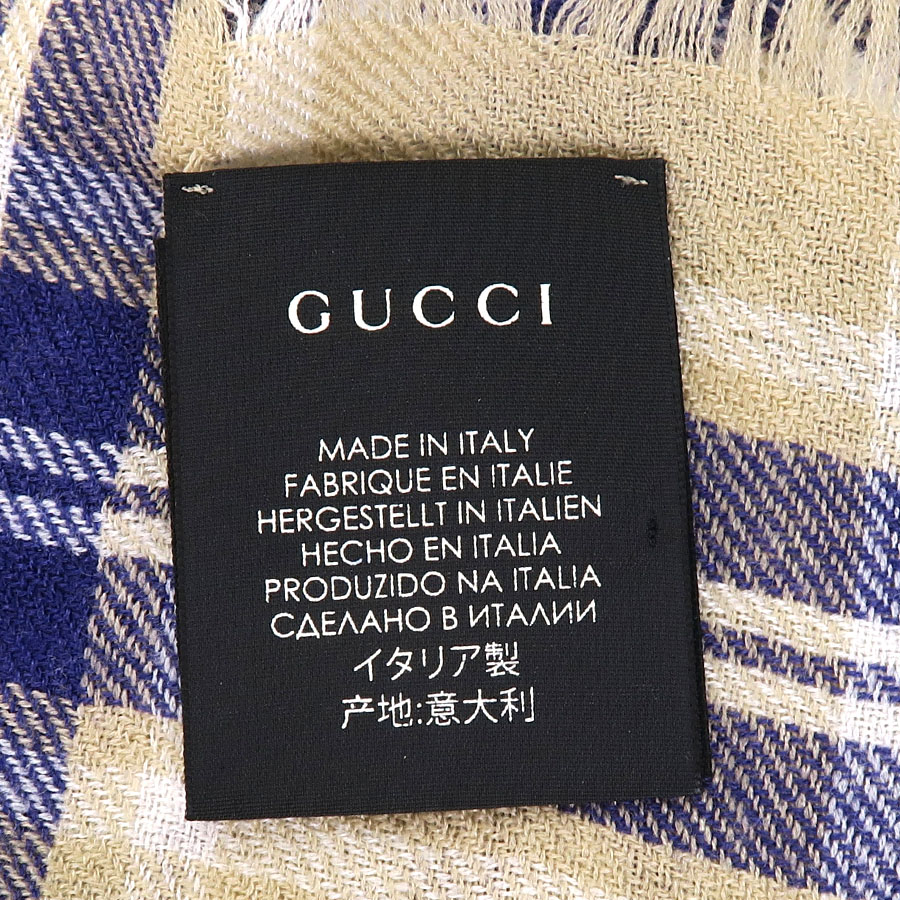 GUCCI
MADE IN ITALY
FABRIQUE EN ITALIE
HERGESTELLT IN ITALIEN
HECHO EN ITALIA
PRODUZIDO NA ITALIA
СДЕЛАНО В ИТАЛИИ
イタリア製
产地:意大利